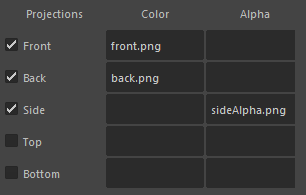 Projections Color Alpha
Front front.png
Back back.png
Side sideAlpha.png
Top
Bottom